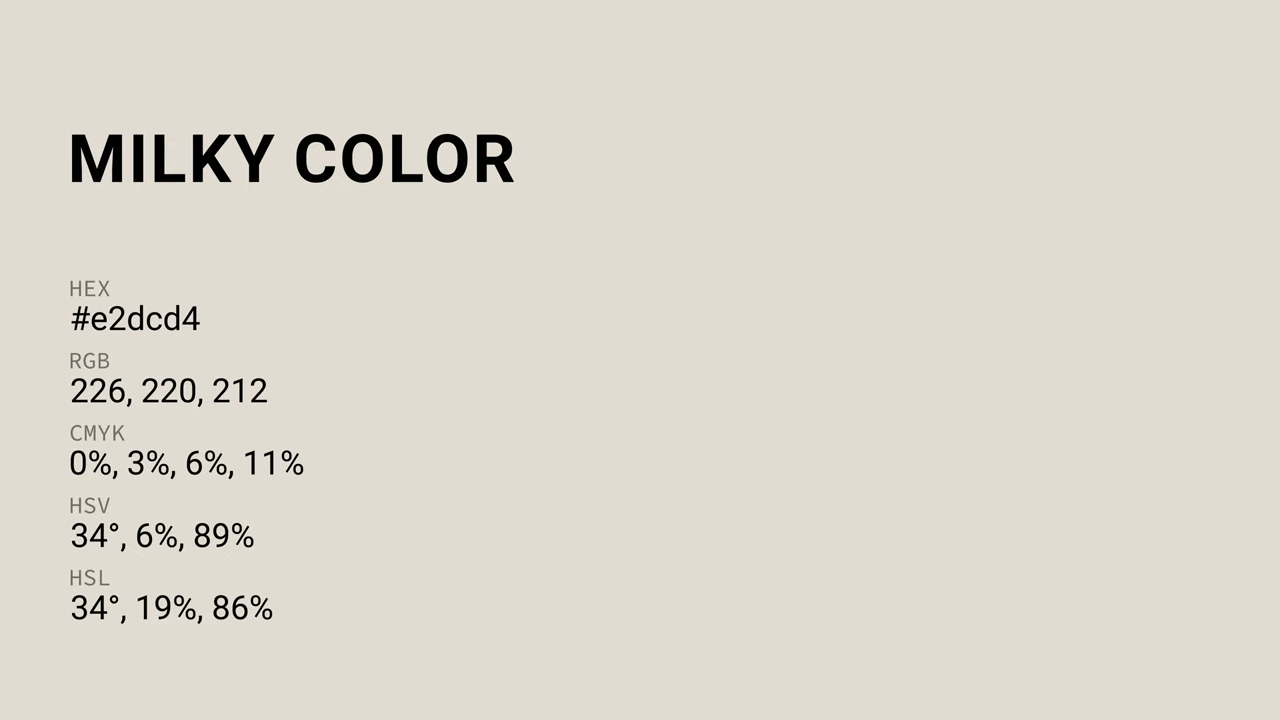 MILKY COLOR
HEX
#e2dcd4
RGB
226, 220, 212
CMYK
0%, 3%, 6%, 11%
HSV
34°, 6%, 89%
HSL
34°, 19%, 86%